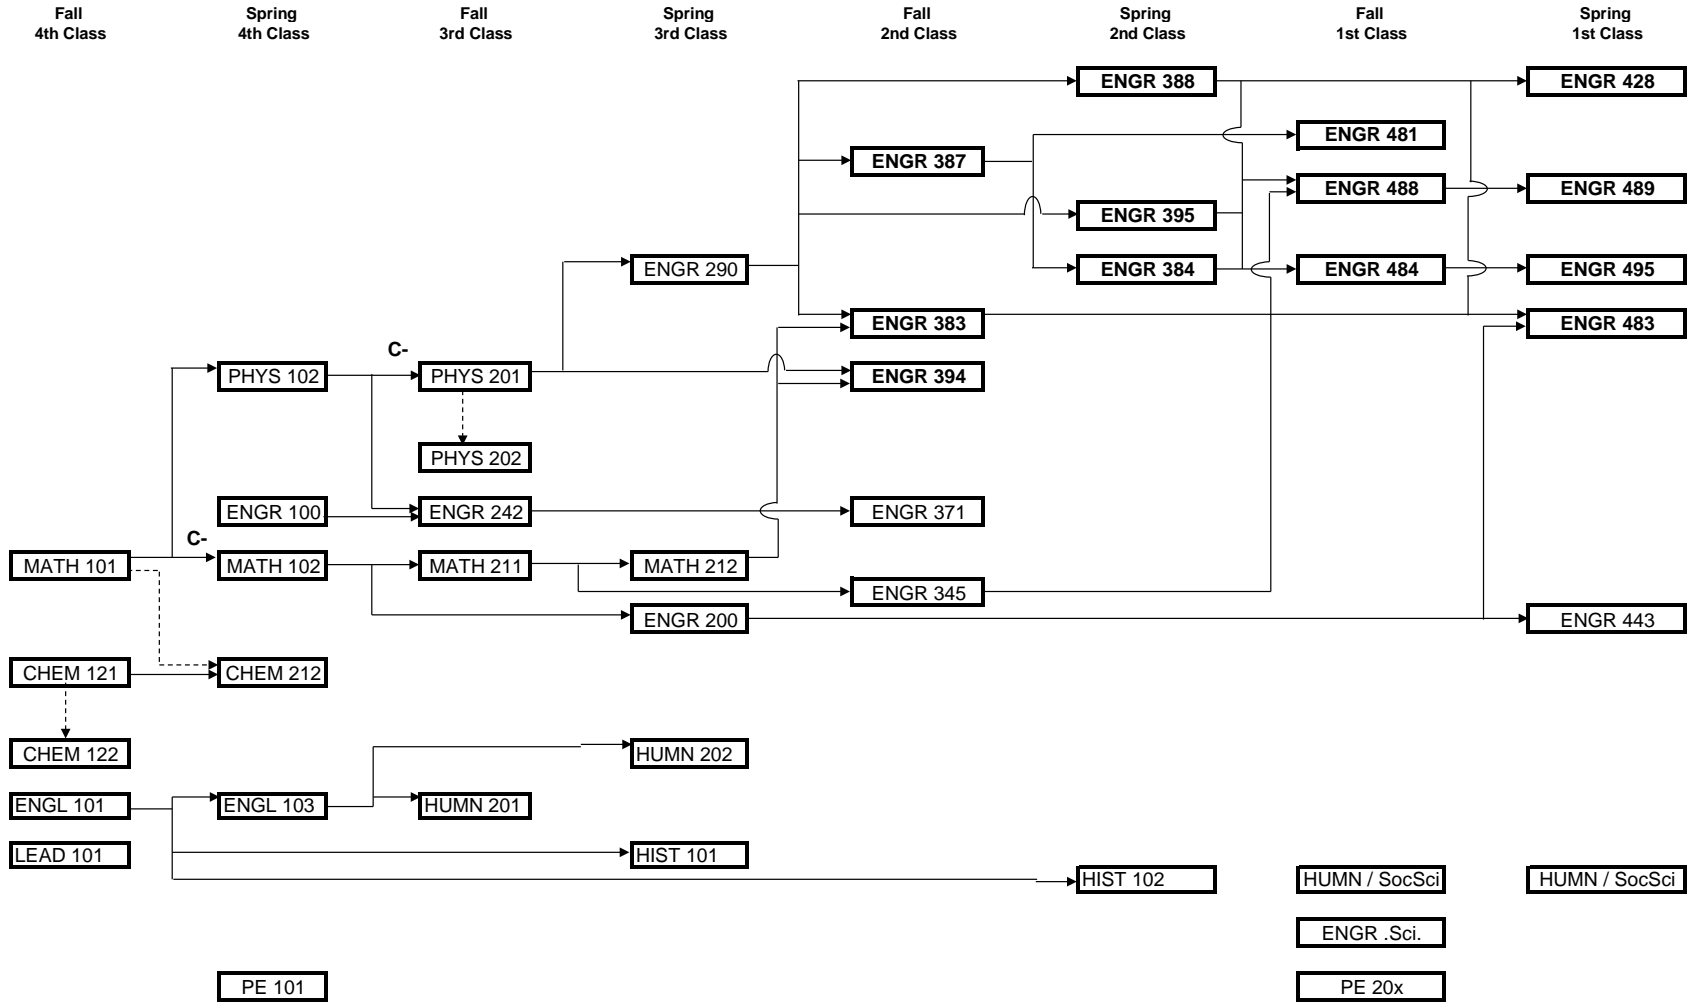 Fall
4th Class
Spring
4th Class
Fall
3rd Class
Spring
3rd Class
Fall
2nd Class
Spring
2nd Class
Fall
1st Class
Spring
1st Class
ENGR 388
ENGR 428
ENGR 481
ENGR 387
ENGR 488
ENGR 489
ENGR 395
ENGR 290
ENGR 384
ENGR 484
ENGR 495
ENGR 383
ENGR 483
C-
PHYS 102
PHYS 201
ENGR 394
PHYS 202
ENGR 100
ENGR 242
ENGR 371
C-
MATH 101
MATH 102
MATH 211
MATH 212
ENGR 345
ENGR 200
ENGR 443
CHEM 121
CHEM 212
CHEM 122
HUMN 202
ENGL 101
ENGL 103
HUMN 201
LEAD 101
HIST 101
HIST 102
HUMN / SocSci
HUMN / SocSci
ENGR .Sci.
PE 101
PE 20x